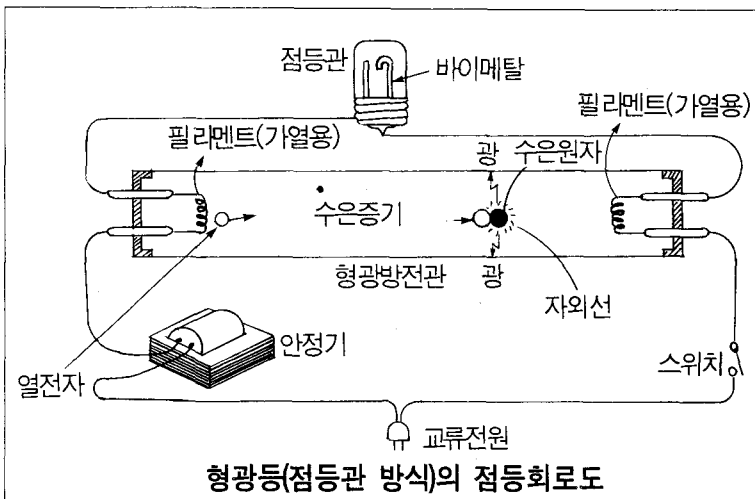 점등관
바이메탈
필라멘트(가열용)
필라멘트(가열용)
광
수은원자
수은증기
형광방전관
광
자외선
안정기
열전자
스위치
교류전원
형광등(점등관 방식)의 점등회로도